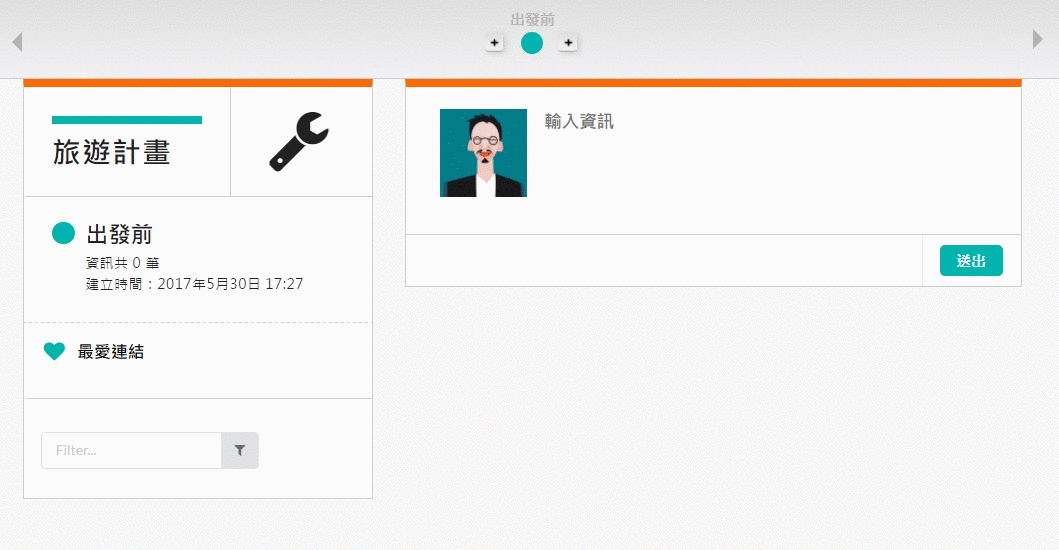 出發前
旅遊計畫
出發前
資訊共 0 筆
建立時間：2017年5月30日 17:27
最愛連結
Filter...
輸入資訊
送出